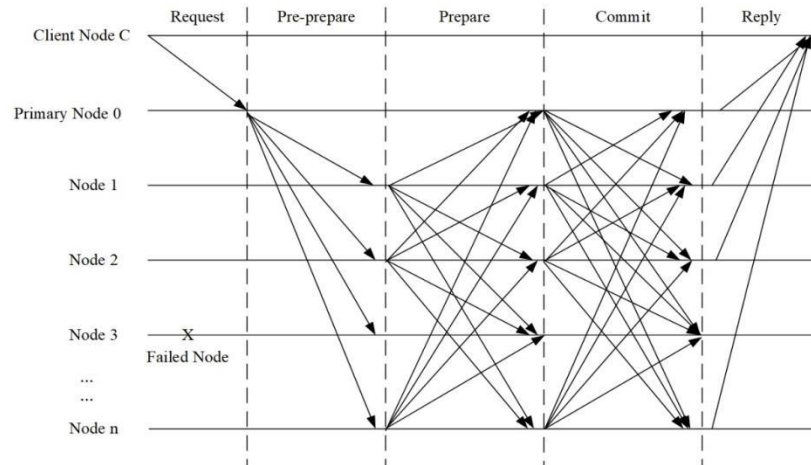 Request Pre-prepare Prepare Commit Reply
Client Node C
Primary Node 0
Node 1
Node 2
Node 3
X
Failed Node
...
...
Node n